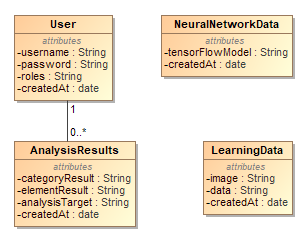 User
attributes
-username : String
-password : String
-roles : String
-createdAt : date
NeuralNetworkData
attributes
-tensorFlowModel : String
-createdAt : date
1
0..*
AnalysisResults
attributes
-categoryResult : String
-elementResult : String
-analysisTarget : String
-createdAt : date
LearningData
attributes
-image : String
-data : String
-createdAt : date